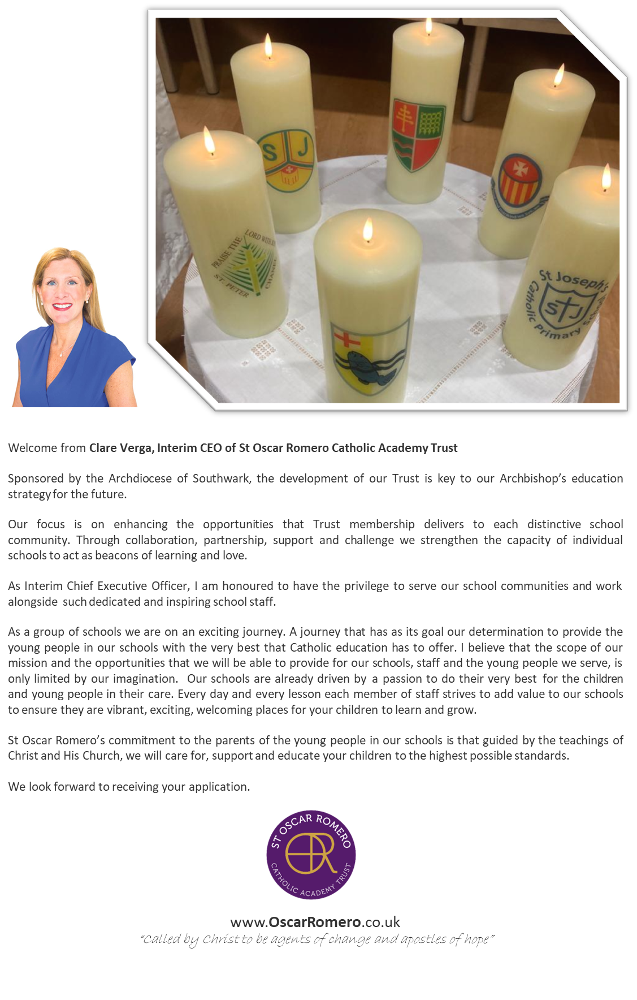 S J
PRAISE THE LORD WITH
ST. PETER CHANEL
St Joseph's
Catholic Primary School
STJ
Welcome from Clare Verga, Interim CEO of St Oscar Romero Catholic Academy Trust
Sponsored by the Archdiocese of Southwark, the development of our Trust is key to our Archbishop’s education
strategy for the future.
Our focus is on enhancing the opportunities that Trust membership delivers to each distinctive school
community. Through collaboration, partnership, support and challenge we strengthen the capacity of individual
schools to act as beacons of learning and love.
As Interim Chief Executive Officer, I am honoured to have the privilege to serve our school communities and work
alongside such dedicated and inspiring school staff.
As a group of schools we are on an exciting journey. A journey that has as its goal our determination to provide the
young people in our schools with the very best that Catholic education has to offer. I believe that the scope of our
mission and the opportunities that we will be able to provide for our schools, staff and the young people we serve, is
only limited by our imagination. Our schools are already driven by a passion to do their very best for the children
and young people in their care. Every day and every lesson each member of staff strives to add value to our schools
to ensure they are vibrant, exciting, welcoming places for your children to learn and grow.
St Oscar Romero’s commitment to the parents of the young people in our schools is that guided by the teachings of
Christ and His Church, we will care for, support and educate your children to the highest possible standards.
We look forward to receiving your application.
ST OSCAR ROMERO
CATHOLIC ACADEMY TRUST
www.OscarRomero.co.uk
“Called by Christ to be agents of change and apostles of hope”